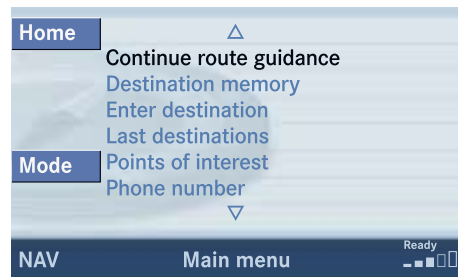 Home
Continue route guidance
Destination memory
Enter destination
Last destinations
Mode
Points of interest
Phone number
NAV
Main menu
Ready